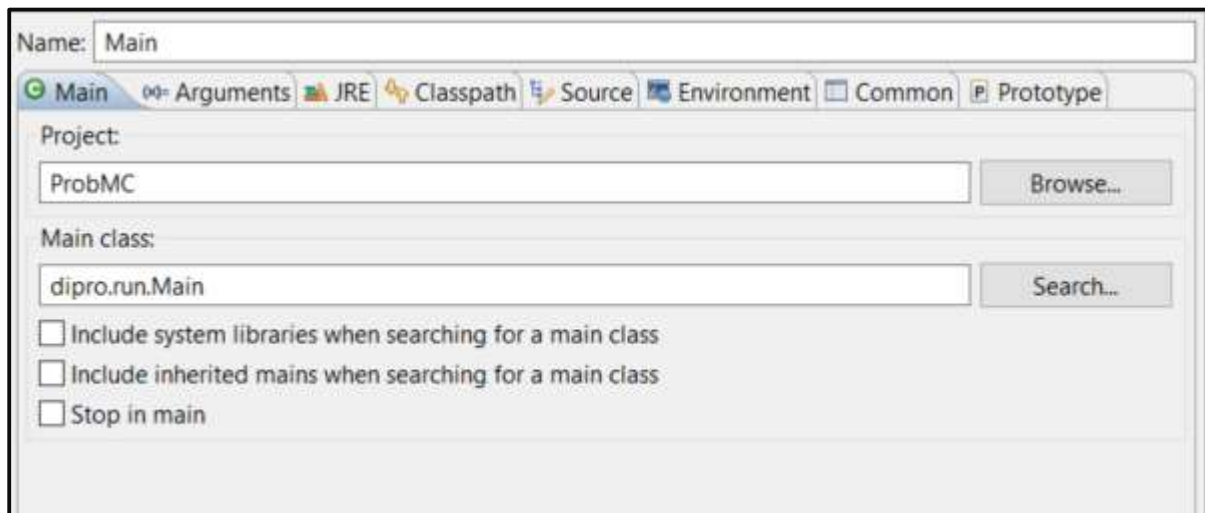 Name: Main
Main Arguments JRE Classpath Source Environment Common P Prototype
Project:
ProbMC Browse...
Main class:
dipro.run.Main Search...
Include system libraries when searching for a main class
Include inherited mains when searching for a main class
Stop in main